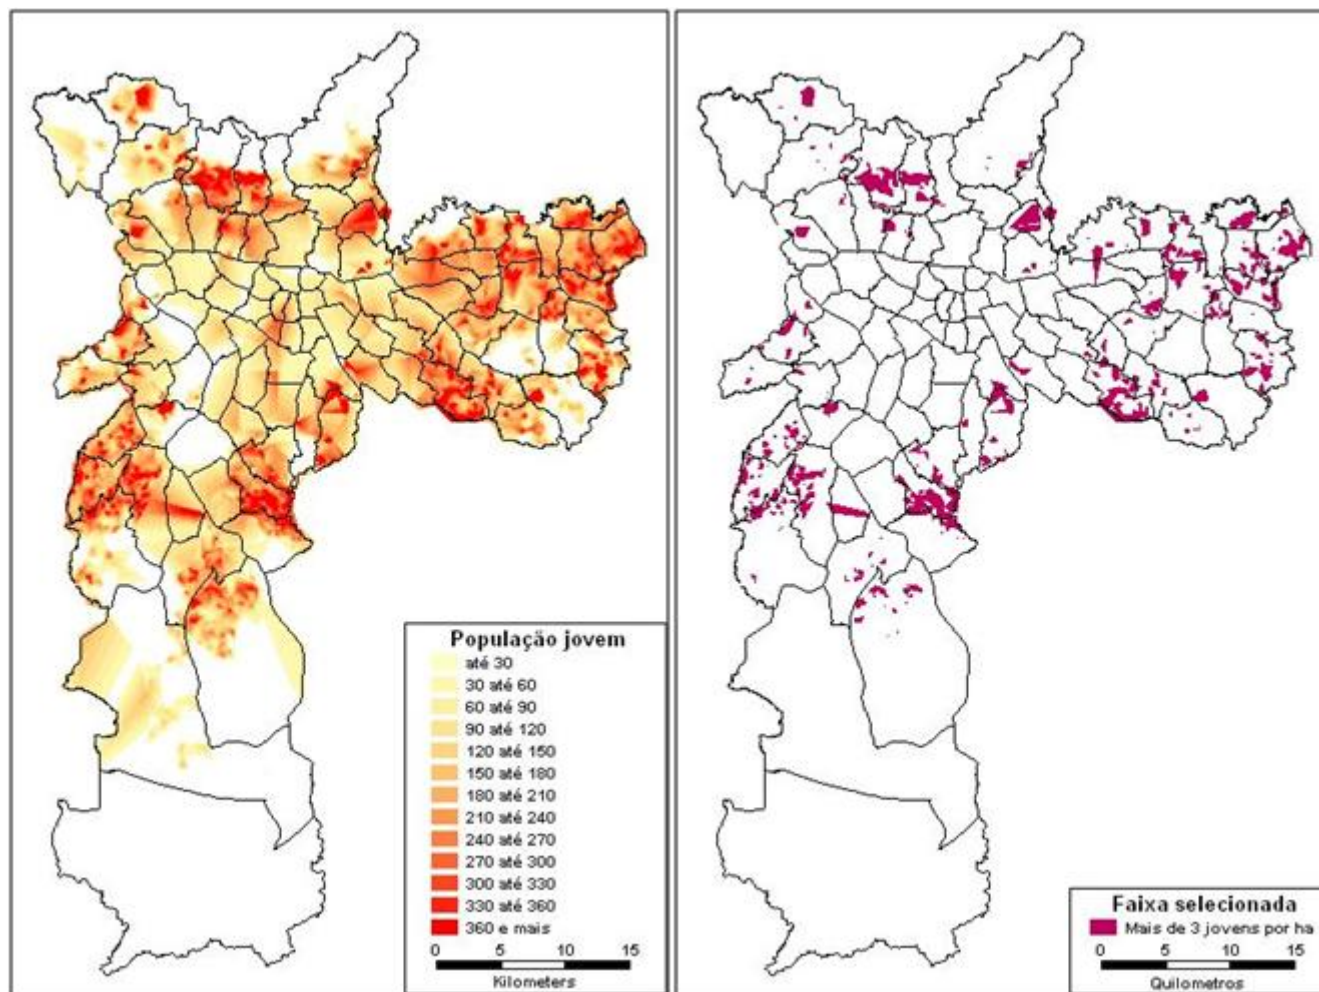 População jovem
até 30
30 até 60
60 até 90
90 até 120
120 até 150
150 até 180
180 até 210
210 até 240
240 até 270
270 até 300
300 até 330
330 até 360
360 e mais
0 5 10 15
Kilometers
Faixa selecionada
Mais de 3 jovens por ha
0 5 10 15
Quilometros